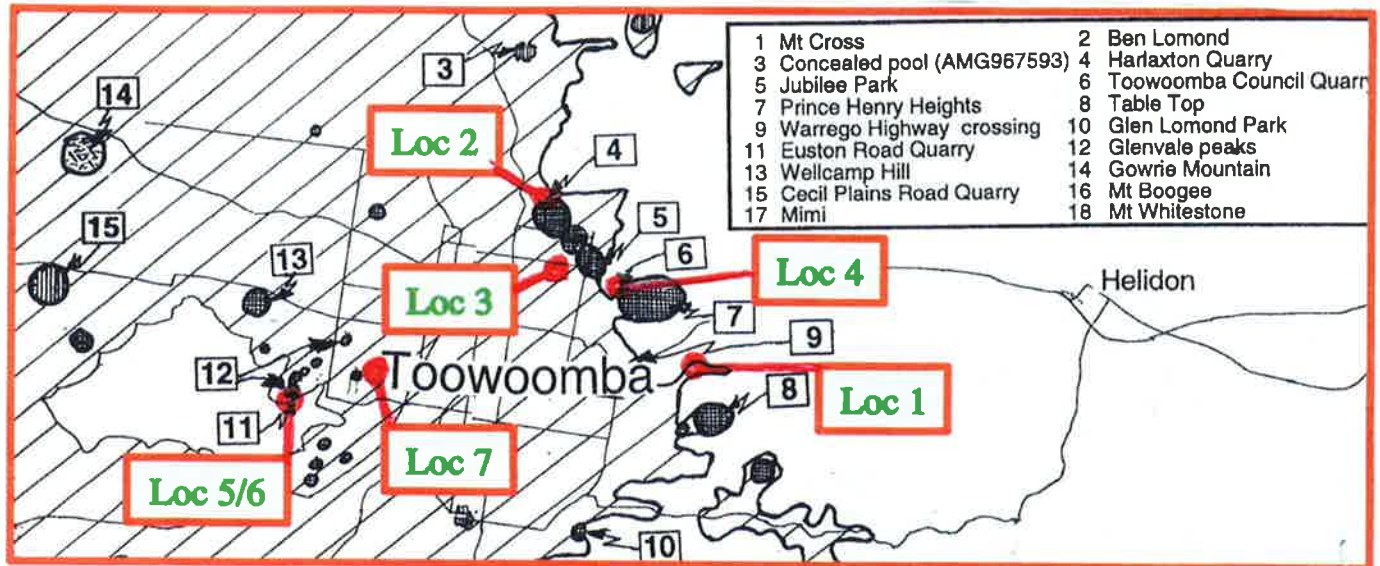 1 Mt Cross 2 Ben Lomond
3 Concealed pool (AMG967593) 4 Harlaxton Quarry
5 Jubilee Park 6 Toowoomba Council Quarr
7 Prince Henry Heights 8 Table Top
9 Warrego Highway crossing 10 Glen Lomond Park
11 Euston Road Quarry 12 Glenvale peaks
13 Wellcamp Hill 14 Gowrie Mountain
15 Cecil Plains Road Quarry 16 Mt Boogee
17 Mimi 18 Mt Whitestone
3
14
Loc 2
4
15
5
13
6
Loc 4
Helidon
Loc 3
7
9
12
Toowoomba
8
Loc 1
11
Loc 5/6
Loc 7
10